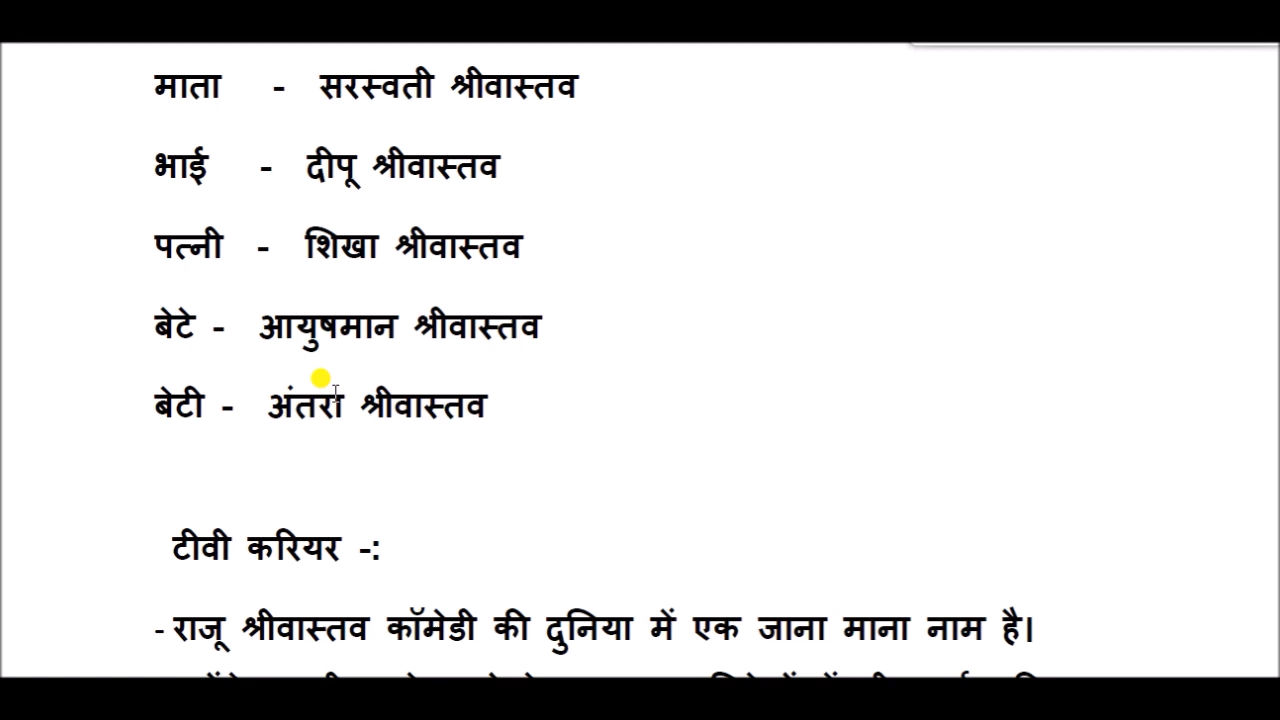 माता - सरस्वती श्रीवास्तव
भाई - दीपू श्रीवास्तव
पत्नी - शिखा श्रीवास्तव
बेटे - आयुषमान श्रीवास्तव
बेटी - अंतरा श्रीवास्तव
टीवी करियर -:
- राजू श्रीवास्तव कॉमेडी की दुनिया में एक जाना माना नाम है।